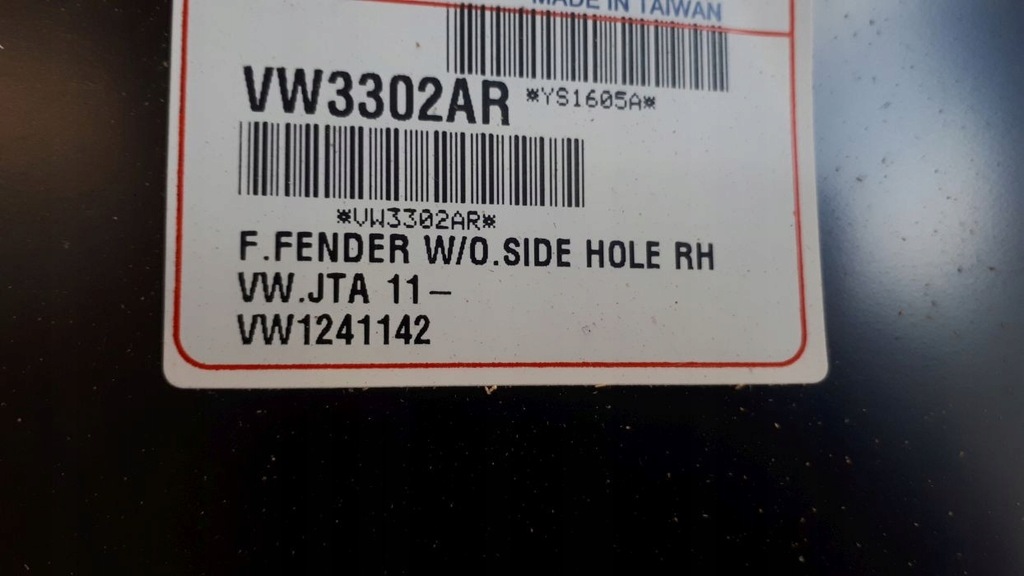 MADE IN TAIWAN
VW3302AR *YS1605A*
*VW3302AR*
F.FENDER W/O.SIDE HOLE RH
VW.JTA 11-
VW1241142